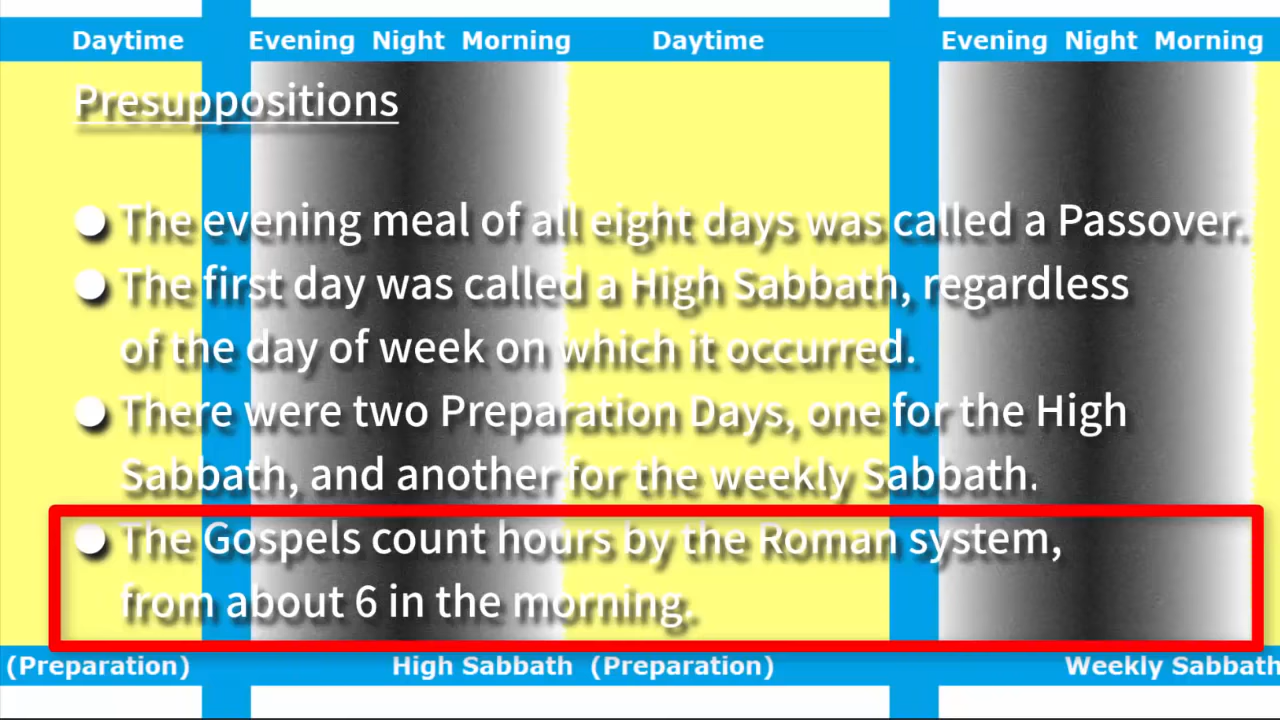 Daytime Evening Night Morning Daytime Evening Night Morning
Presuppositions
● The evening meal of all eight days was called a Passover.
● The first day was called a High Sabbath, regardless
of the day of week on which it occurred.
● There were two Preparation Days, one for the High
Sabbath, and another for the weekly Sabbath.
● The Gospels count hours by the Roman system,
from about 6 in the morning.
(Preparation) High Sabbath (Preparation) Weekly Sabbath